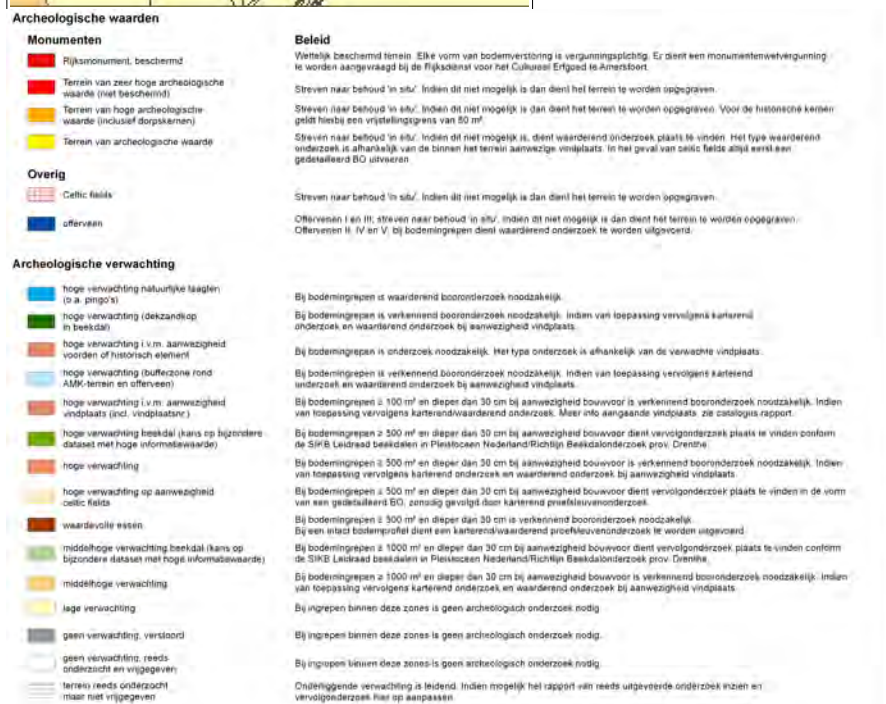 Archeologische waarden
Monumenten
Beleid
Rijksmonument, beschermd
Wettelijk beschermd terrein. Elke vorm van bodemverstoring is vergunningsplichtig. Er dient een monumentenwetvergunning
te worden aangevraagd bij de Rijksdienst voor het Cultureel Erfgoed te Amersfoort.
Terrein van zeer hoge archeologische
waarde (niet beschermd)
Streven naar behoud 'in situ'. Indien dit niet mogelijk is dan dient het terrein te worden opgegraven.
Terrein van hoge archeologische
waarde (inclusief dorpskernen)
Streven naar behoud 'in situ'. Indien dit niet mogelijk is dan dient het terrein te worden opgegraven. Voor de historische kernen
geldt hierbij een vrijstellingsgrens van 80 m².
Terrein van archeologische waarde
Streven naar behoud 'in situ'. Indien dit niet mogelijk is, dient waarderend onderzoek plaats te vinden. Het type waarderend
onderzoek is afhankelijk van de binnen het terrein aanwezige vindplaats. In het geval van celtic fields altijd eerst een
gedetailleerd BO uitvoeren
Overig
Celtic fields
Streven naar behoud 'in situ'. Indien dit niet mogelijk is dan dient het terrein te worden opgegraven.
offerveen
Offervenen I en III; streven naar behoud 'in situ'. Indien dit niet mogelijk is dan dient het terrein te worden opgegraven.
Offervenen II, IV en V; bij bodemingrepen dient waarderend onderzoek te worden uitgevoerd.
Archeologische verwachting
hoge verwachting natuurlijke laagten
(o.a. pingo's)
Bij bodemingrepen is waarderend booronderzoek noodzakelijk.
hoge verwachting (dekzandkop
in beekdal)
Bij bodemingrepen is verkennend booronderzoek noodzakelijk. Indien van toepassing vervolgens karterend
onderzoek en waarderend onderzoek bij aanwezigheid vindplaats.
hoge verwachting i.v.m. aanwezigheid
voorden of historisch element
Bij bodemingrepen is onderzoek noodzakelijk. Het type onderzoek is afhankelijk van de verwachte vindplaats.
hoge verwachting (bufferzone rond
AMK-terrein en offerveen)
Bij bodemingrepen is verkennend booronderzoek noodzakelijk. Indien van toepassing vervolgens karterend
onderzoek en waarderend onderzoek bij aanwezigheid vindplaats.
hoge verwachting i.v.m. aanwezigheid
vindplaats (incl. vindplaatsnr.)
Bij bodemingrepen ≥ 100 m² en dieper dan 30 cm bij aanwezigheid bouwvoor is verkennend booronderzoek noodzakelijk. Indien
van toepassing vervolgens karterend/waarderend onderzoek. Meer info aangaande vindplaats: zie catalogus rapport.
hoge verwachting beekdal (kans op bijzondere
dataset met hoge informatiewaarde)
Bij bodemingrepen ≥ 500 m² en dieper dan 30 cm bij aanwezigheid bouwvoor dient vervolgonderzoek plaats te vinden conform
de SIKB Leidraad beekdalen in Pleistoceen Nederland/Richtlijn Beekdalonderzoek prov. Drenthe.
hoge verwachting
Bij bodemingrepen ≥ 500 m² en dieper dan 30 cm bij aanwezigheid bouwvoor is verkennend booronderzoek noodzakelijk. Indien
van toepassing vervolgens karterend onderzoek en waarderend onderzoek bij aanwezigheid vindplaats.
hoge verwachting op aanwezigheid
celtic fields
Bij bodemingrepen ≥ 500 m² en dieper dan 30 cm bij aanwezigheid bouwvoor dient vervolgonderzoek plaats te vinden in de vorm
van een gedetailleerd BO, zonodig gevolgd door karterend proefsleuvenonderzoek.
waardevolle essen
Bij bodemingrepen ≥ 500 m² en dieper dan 30 cm is verkennend booronderzoek noodzakelijk.
Bij een intact bodemprofiel dient een karterend/waarderend proefsleuvenonderzoek te worden uitgevoerd.
middelhoge verwachting beekdal (kans op
bijzondere dataset met hoge informatiewaarde)
Bij bodemingrepen ≥ 1000 m² en dieper dan 30 cm bij aanwezigheid bouwvoor dient vervolgonderzoek plaats te vinden conform
de SIKB Leidraad beekdalen in Pleistoceen Nederland/Richtlijn Beekdalonderzoek prov. Drenthe.
middelhoge verwachting
Bij bodemingrepen ≥ 1000 m² en dieper dan 30 cm bij aanwezigheid bouwvoor is verkennend booronderzoek noodzakelijk. Indien
van toepassing vervolgens karterend onderzoek en waarderend onderzoek bij aanwezigheid vindplaats.
lage verwachting
Bij ingrepen binnen deze zones is geen archeologisch onderzoek nodig.
geen verwachting, verstoord
Bij ingrepen binnen deze zones is geen archeologisch onderzoek nodig.
geen verwachting, reeds
onderzocht en vrijgegeven
Bij ingrepen binnen deze zones is geen archeologisch onderzoek nodig.
terrein reeds onderzocht
maar niet vrijgegeven
Onderliggende verwachting is leidend. Indien mogelijk het rapport van reeds uitgevoerde onderzoek inzien en
vervolgonderzoek hier op aanpassen.